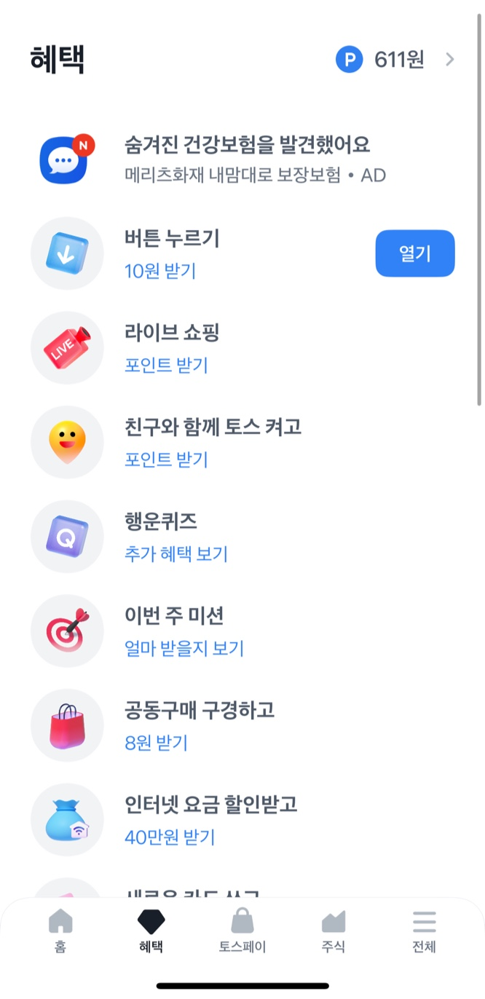 혜택
P 611원
N
숨겨진 건강보험을 발견했어요
메리츠화재 내맘대로 보장보험 • AD
버튼 누르기
10원 받기
열기
LIVE
라이브 쇼핑
포인트 받기
친구와 함께 토스 켜고
포인트 받기
Q
행운퀴즈
추가 혜택 보기
이번 주 미션
얼마 받을지 보기
공동구매 구경하고
8원 받기
인터넷 요금 할인받고
40만원 받기
홈
혜택
토스페이
주식
전체